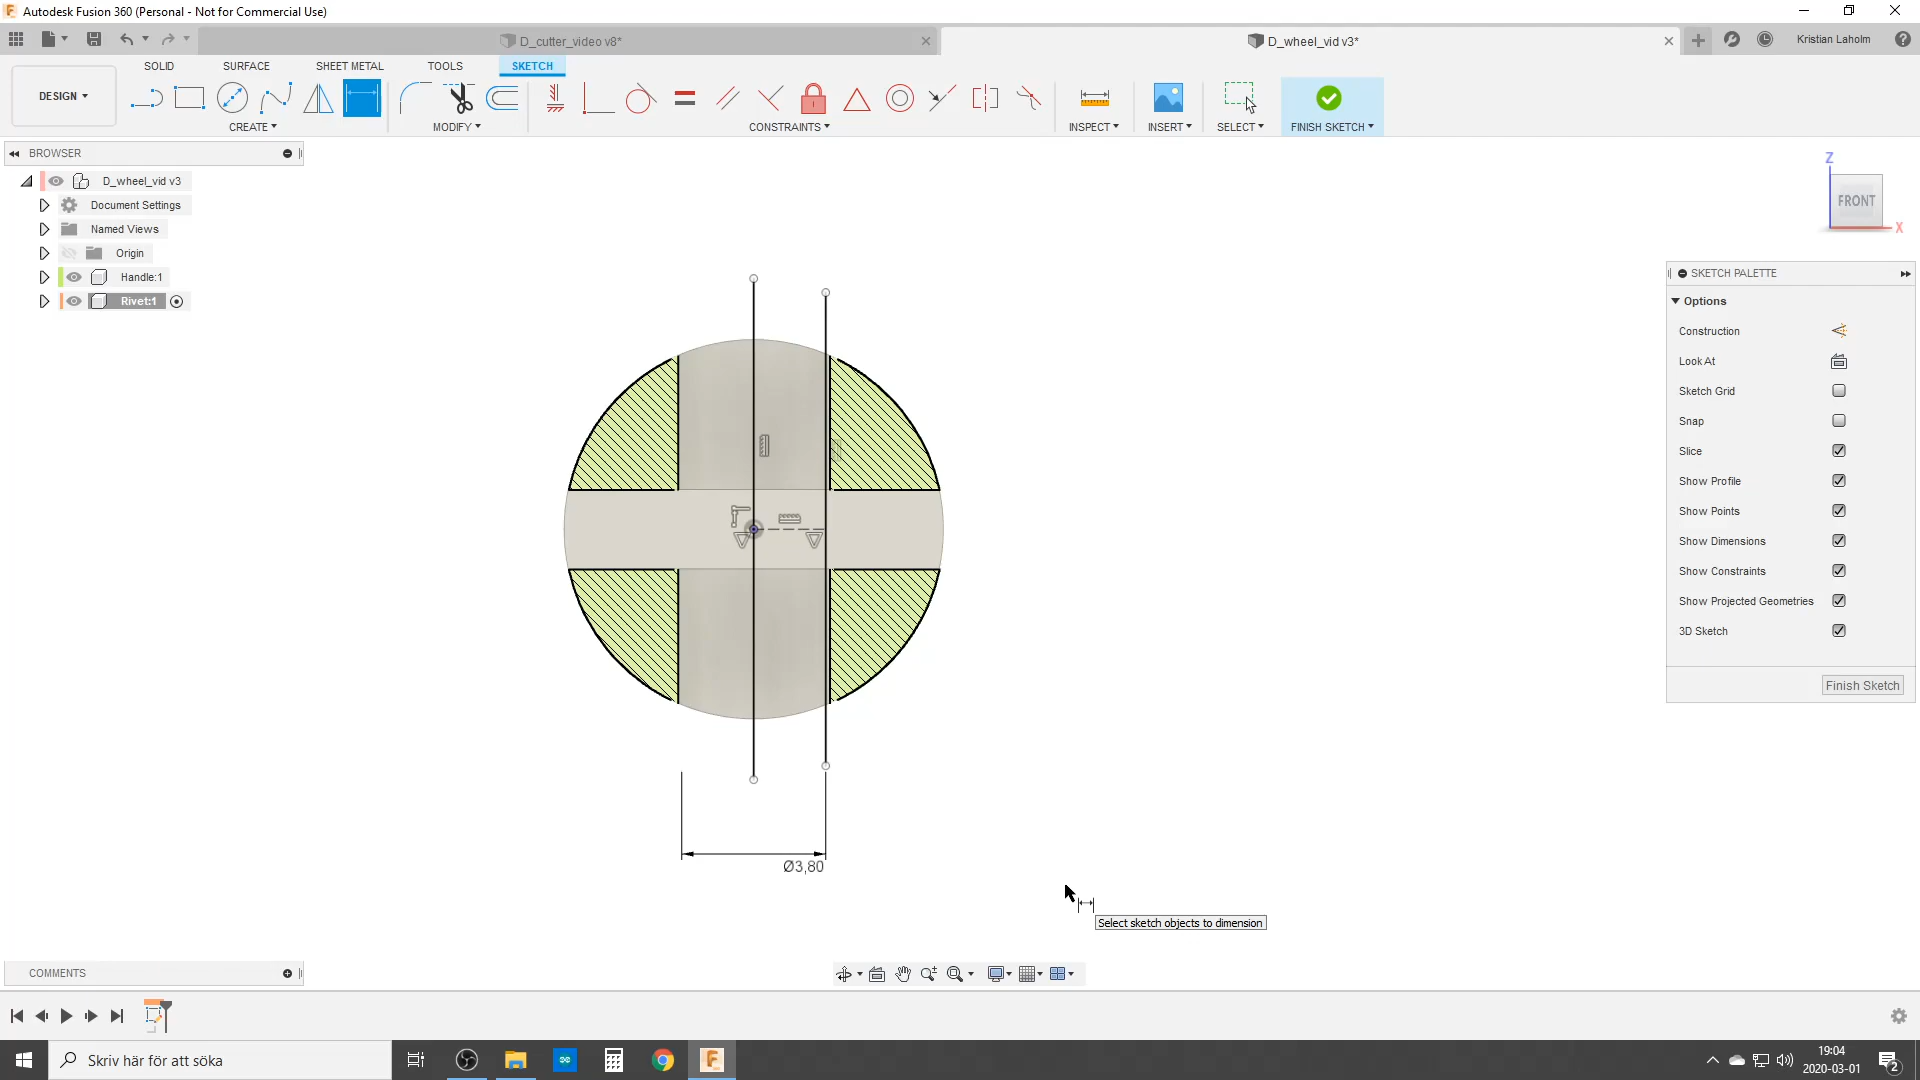 Autodesk Fusion 360 (Personal - Not for Commercial Use)
D_cutter_video v8*
D_wheel_vid v3*
Kristian Laholm
DESIGN
SOLID
SURFACE
SHEET METAL
TOOLS
SKETCH
CREATE
MODIFY
CONSTRAINTS
INSPECT
INSERT
SELECT
FINISH SKETCH
BROWSER
D_wheel_vid v3
Document Settings
Named Views
Origin
Handle:1
Rivet:1
Z
FRONT
X
SKETCH PALETTE
Options
Construction
Look At
Sketch Grid
Snap
Slice
Show Profile
Show Points
Show Dimensions
Show Constraints
Show Projected Geometries
3D Sketch
Finish Sketch
Ø3,80
Select sketch objects to dimension
COMMENTS
Skriv här för att söka
19:04
2020-03-01
2